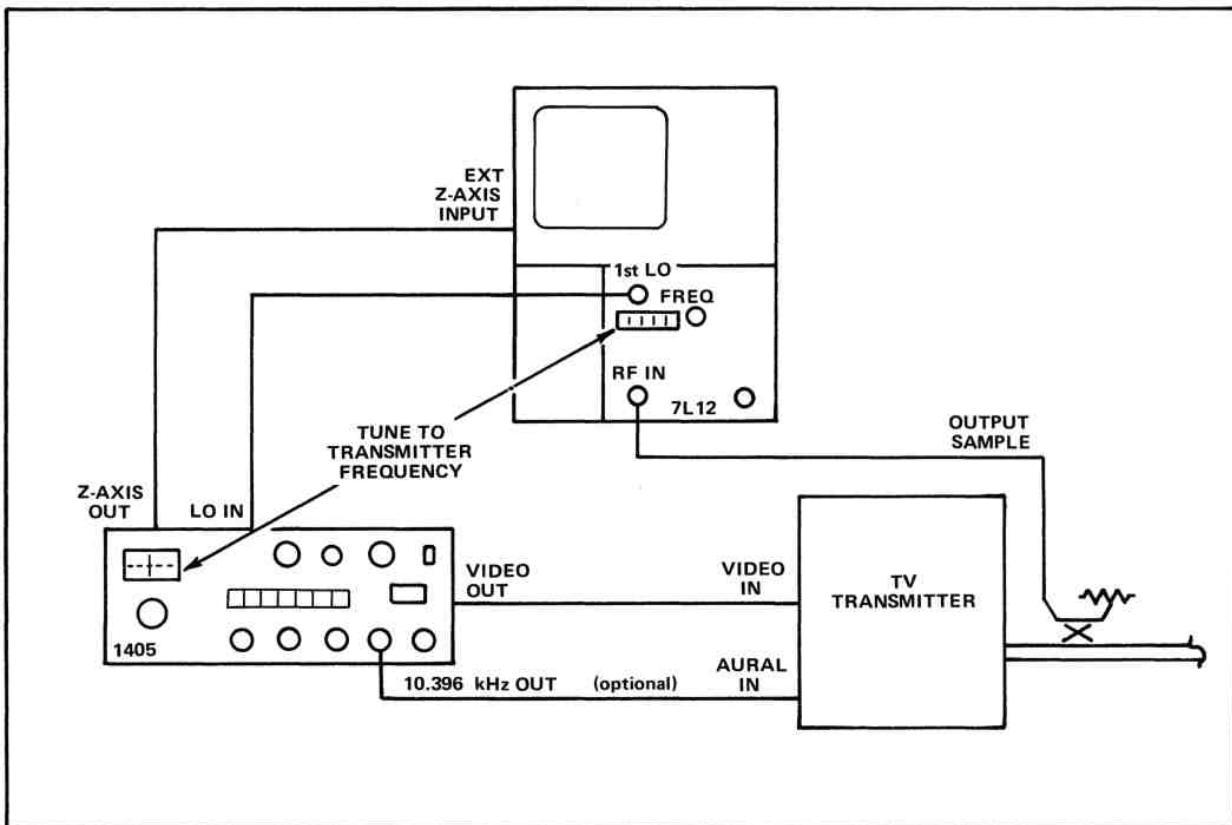 EXT
Z-AXIS
INPUT
1st LO
FREQ
RF IN
7L12
OUTPUT
SAMPLE
TUNE TO
TRANSMITTER
FREQUENCY
Z-AXIS
OUT
LO IN
VIDEO
OUT
VIDEO
IN
TV
TRANSMITTER
1405
10.396 kHz OUT (optional)
AURAL
IN